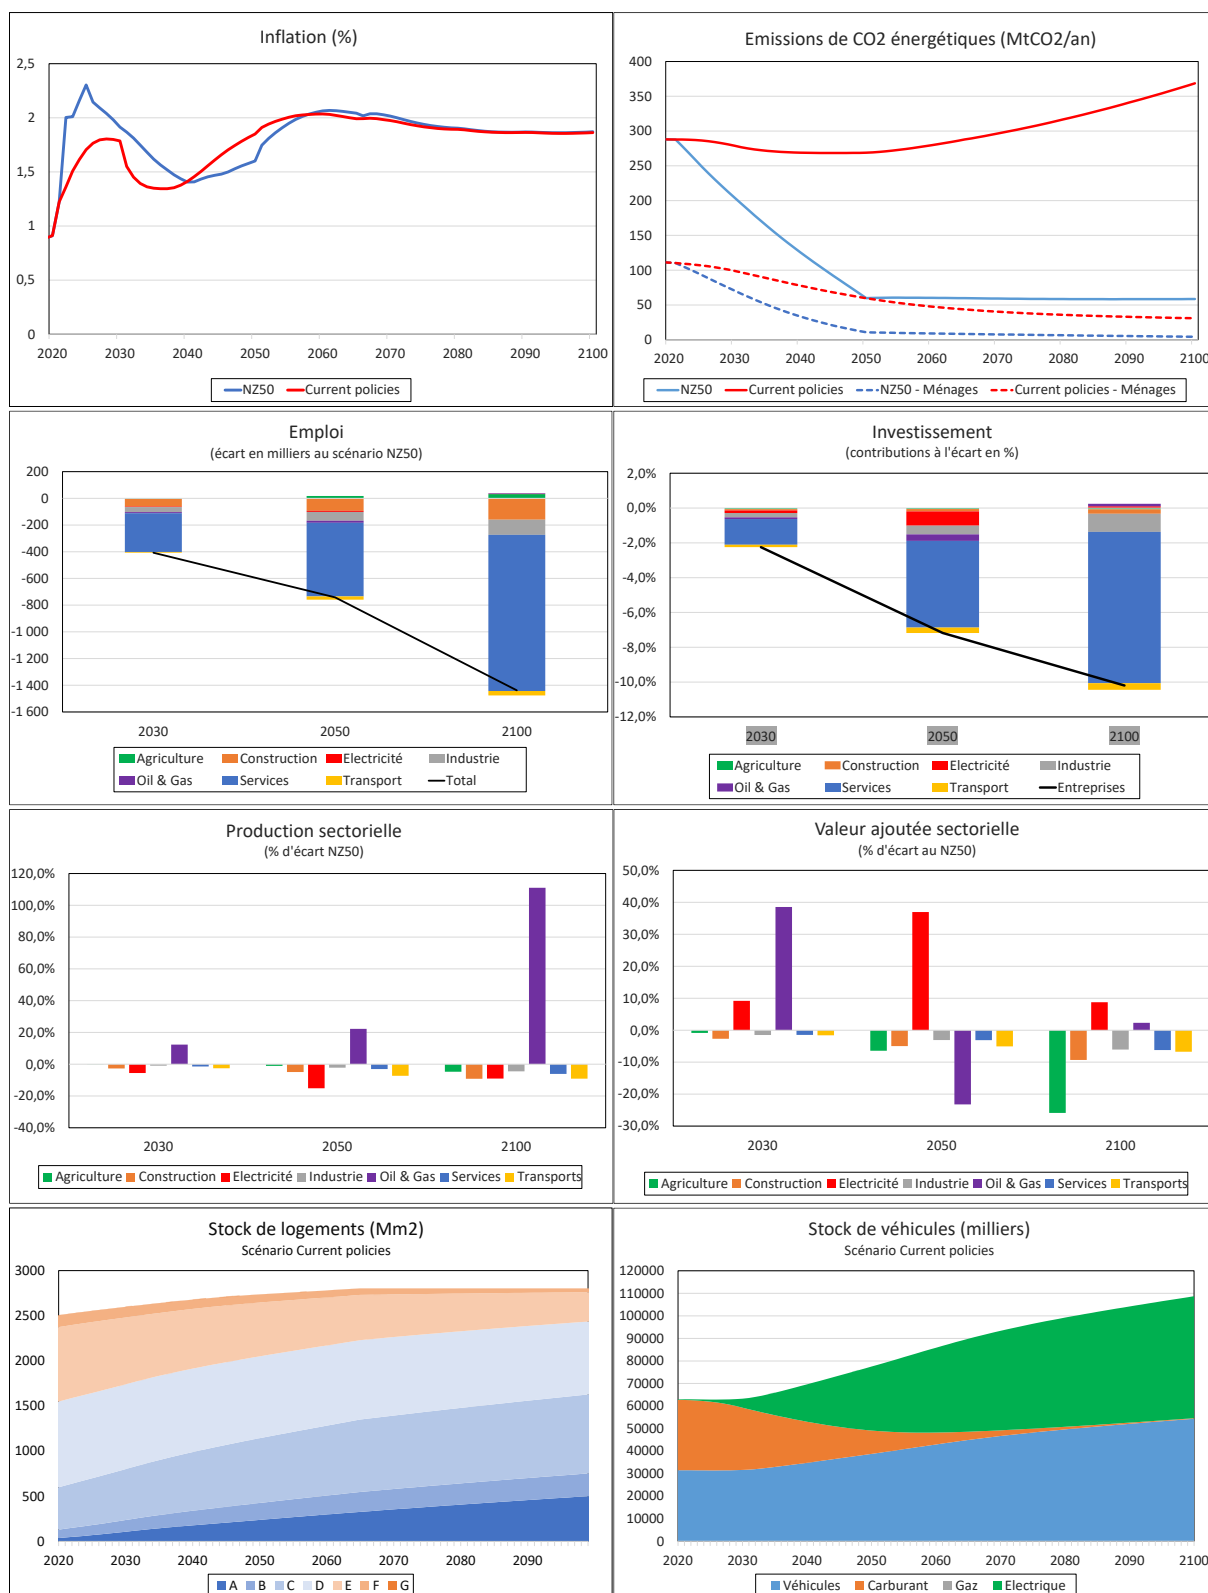 Inflation (%)
2,5
2
1,5
1
0,5
0
2020 2030 2040 2050 2060 2070 2080 2090 2100
NZ50 Current policies
Emissions de CO2 énergétiques (MtCO2/an)
400
350
300
250
200
150
100
50
0
2020 2030 2040 2050 2060 2070 2080 2090 2100
NZ50 Current policies NZ50 - Ménages Current policies - Ménages
Emploi
(écart en milliers au scénario NZ50)
200
0
-200
-400
-600
-800
-1 000
-1 200
-1 400
-1 600
2030 2050 2100
Agriculture Construction Electricité Industrie
Oil & Gas Services Transport Total
Investissement
(contributions à l'écart en %)
2,0%
0,0%
-2,0%
-4,0%
-6,0%
-8,0%
-10,0%
-12,0%
2030 2050 2100
Agriculture Construction Electricité Industrie
Oil & Gas Services Transport Entreprises
Production sectorielle
(% d'écart NZ50)
120,0%
100,0%
80,0%
60,0%
40,0%
20,0%
0,0%
-20,0%
-40,0%
2030 2050 2100
Agriculture Construction Electricité Industrie Oil & Gas Services Transports
Valeur ajoutée sectorielle
(% d'écart au NZ50)
50,0%
40,0%
30,0%
20,0%
10,0%
0,0%
-10,0%
-20,0%
-30,0%
2030 2050 2100
Agriculture Construction Electricité Industrie Oil & Gas Services Transports
Stock de logements (Mm2)
Scénario Current policies
3000
2500
2000
1500
1000
500
0
2020 2030 2040 2050 2060 2070 2080 2090
A B C D E F G
Stock de véhicules (milliers)
Scénario Current policies
120000
110000
100000
90000
80000
70000
60000
50000
40000
30000
20000
10000
0
2020 2030 2040 2050 2060 2070 2080 2090 2100
Véhicules Carburant Gaz Electrique